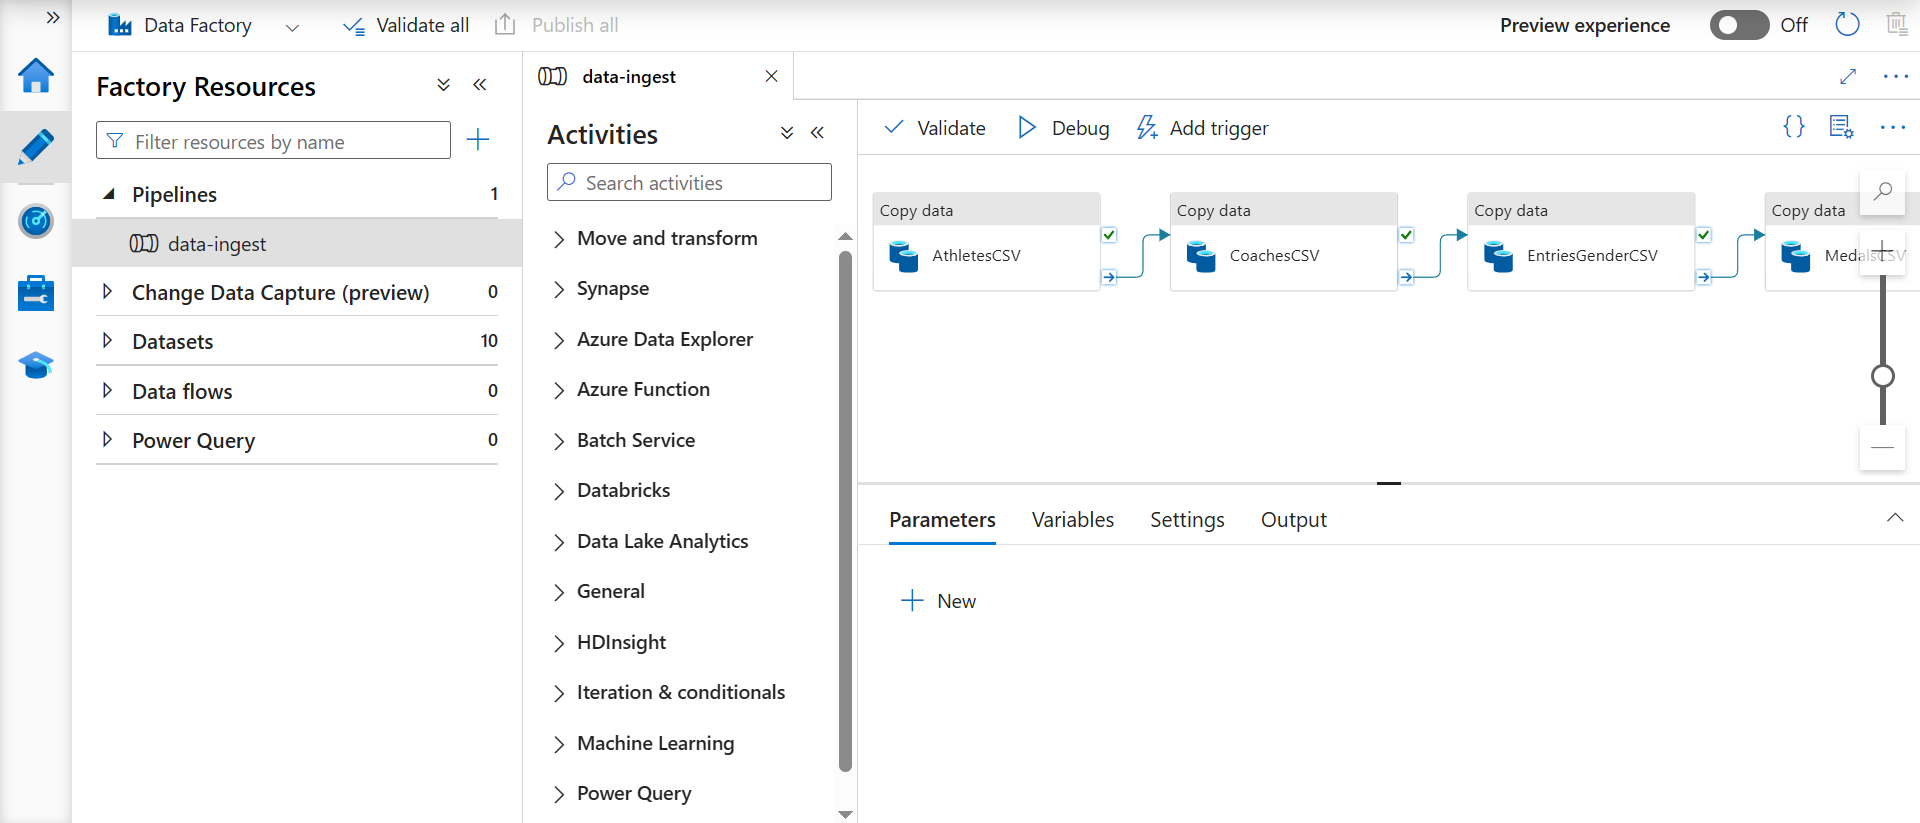 Data Factory
Validate all
Publish all
Preview experience
Off
Factory Resources
Filter resources by name
Pipelines 1
data-ingest
Change Data Capture (preview) 0
Datasets 10
Data flows 0
Power Query 0
data-ingest
Activities
Search activities
Move and transform
Synapse
Azure Data Explorer
Azure Function
Batch Service
Databricks
Data Lake Analytics
General
HDInsight
Iteration & conditionals
Machine Learning
Power Query
Validate
Debug
Add trigger
Copy data
AthletesCSV
Copy data
CoachesCSV
Copy data
EntriesGenderCSV
Copy data
MedalsCSV
Parameters
Variables
Settings
Output
New